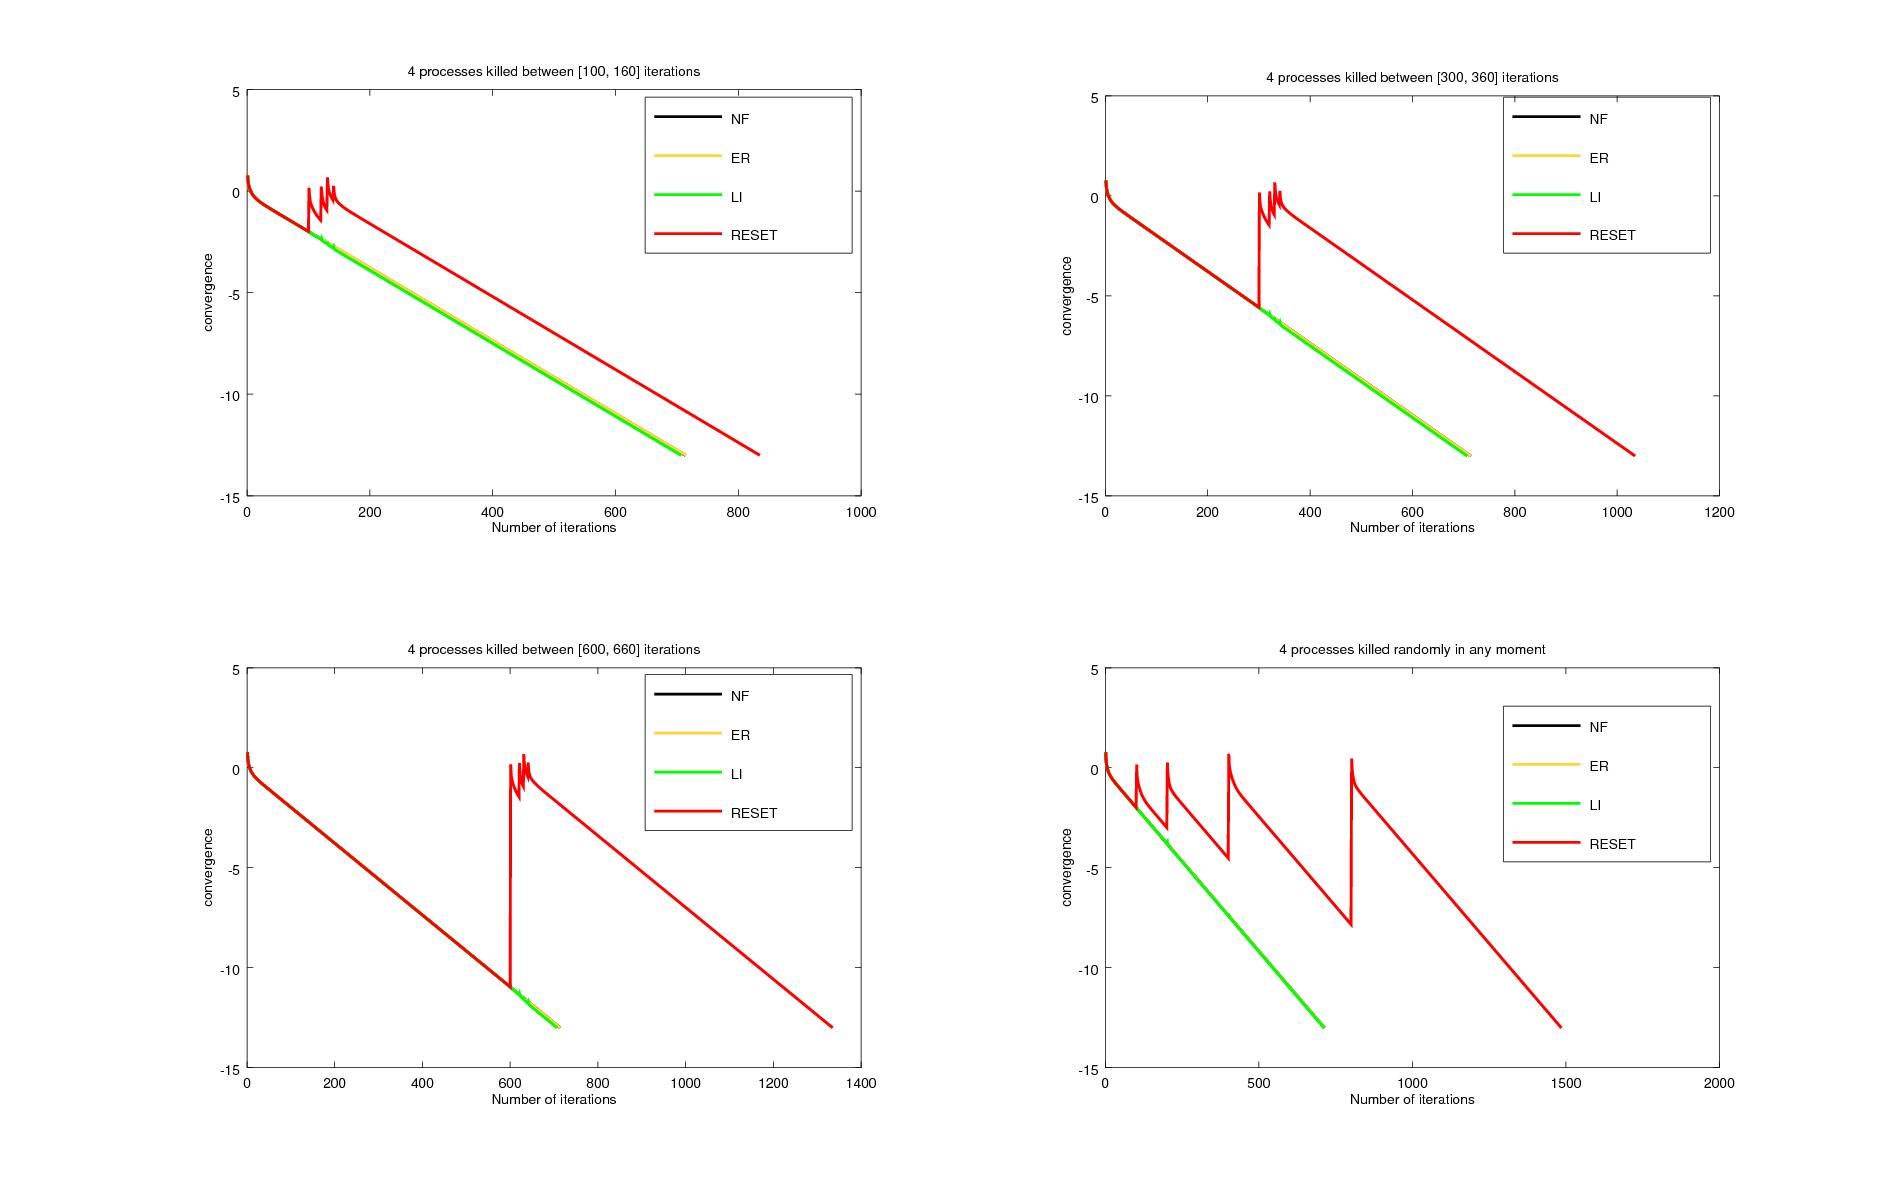 4 processes killed between [100, 160] iterations
5
0
-5
-10
-15
convergence
NF
ER
LI
RESET
0 200 400 600 800 1000
Number of iterations
4 processes killed between [300, 360] iterations
5
0
-5
-10
-15
convergence
NF
ER
LI
RESET
0 200 400 600 800 1000 1200
Number of iterations
4 processes killed between [600, 660] iterations
5
0
-5
-10
-15
convergence
NF
ER
LI
RESET
0 200 400 600 800 1000 1200 1400
Number of iterations
4 processes killed randomly in any moment
5
0
-5
-10
-15
convergence
NF
ER
LI
RESET
0 500 1000 1500 2000
Number of iterations